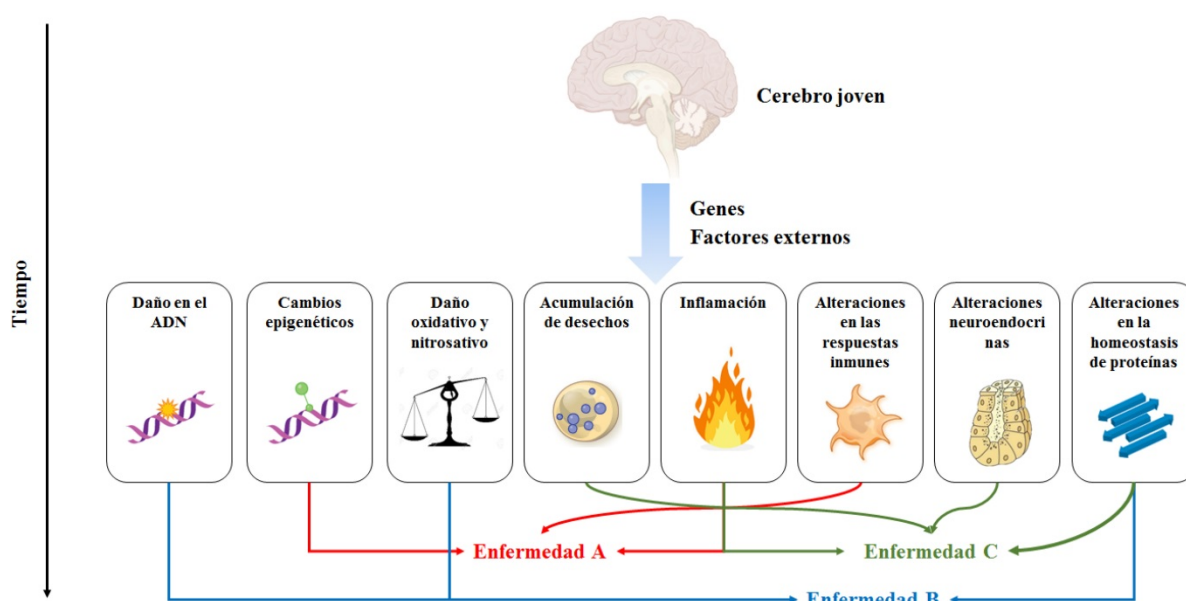 Cerebro joven
Genes
Factores externos
Tiempo
Daño en el
ADN
Cambios
epigenéticos
Daño
oxidativo y
nitrosativo
Acumulación
de desechos
Inflamación
Alteraciones
en las
respuestas
inmunes
Alteraciones
neuroendocri
nas
Alteraciones
en la
homeostasis
de proteínas
Enfermedad A
Enfermedad C
Enfermedad B